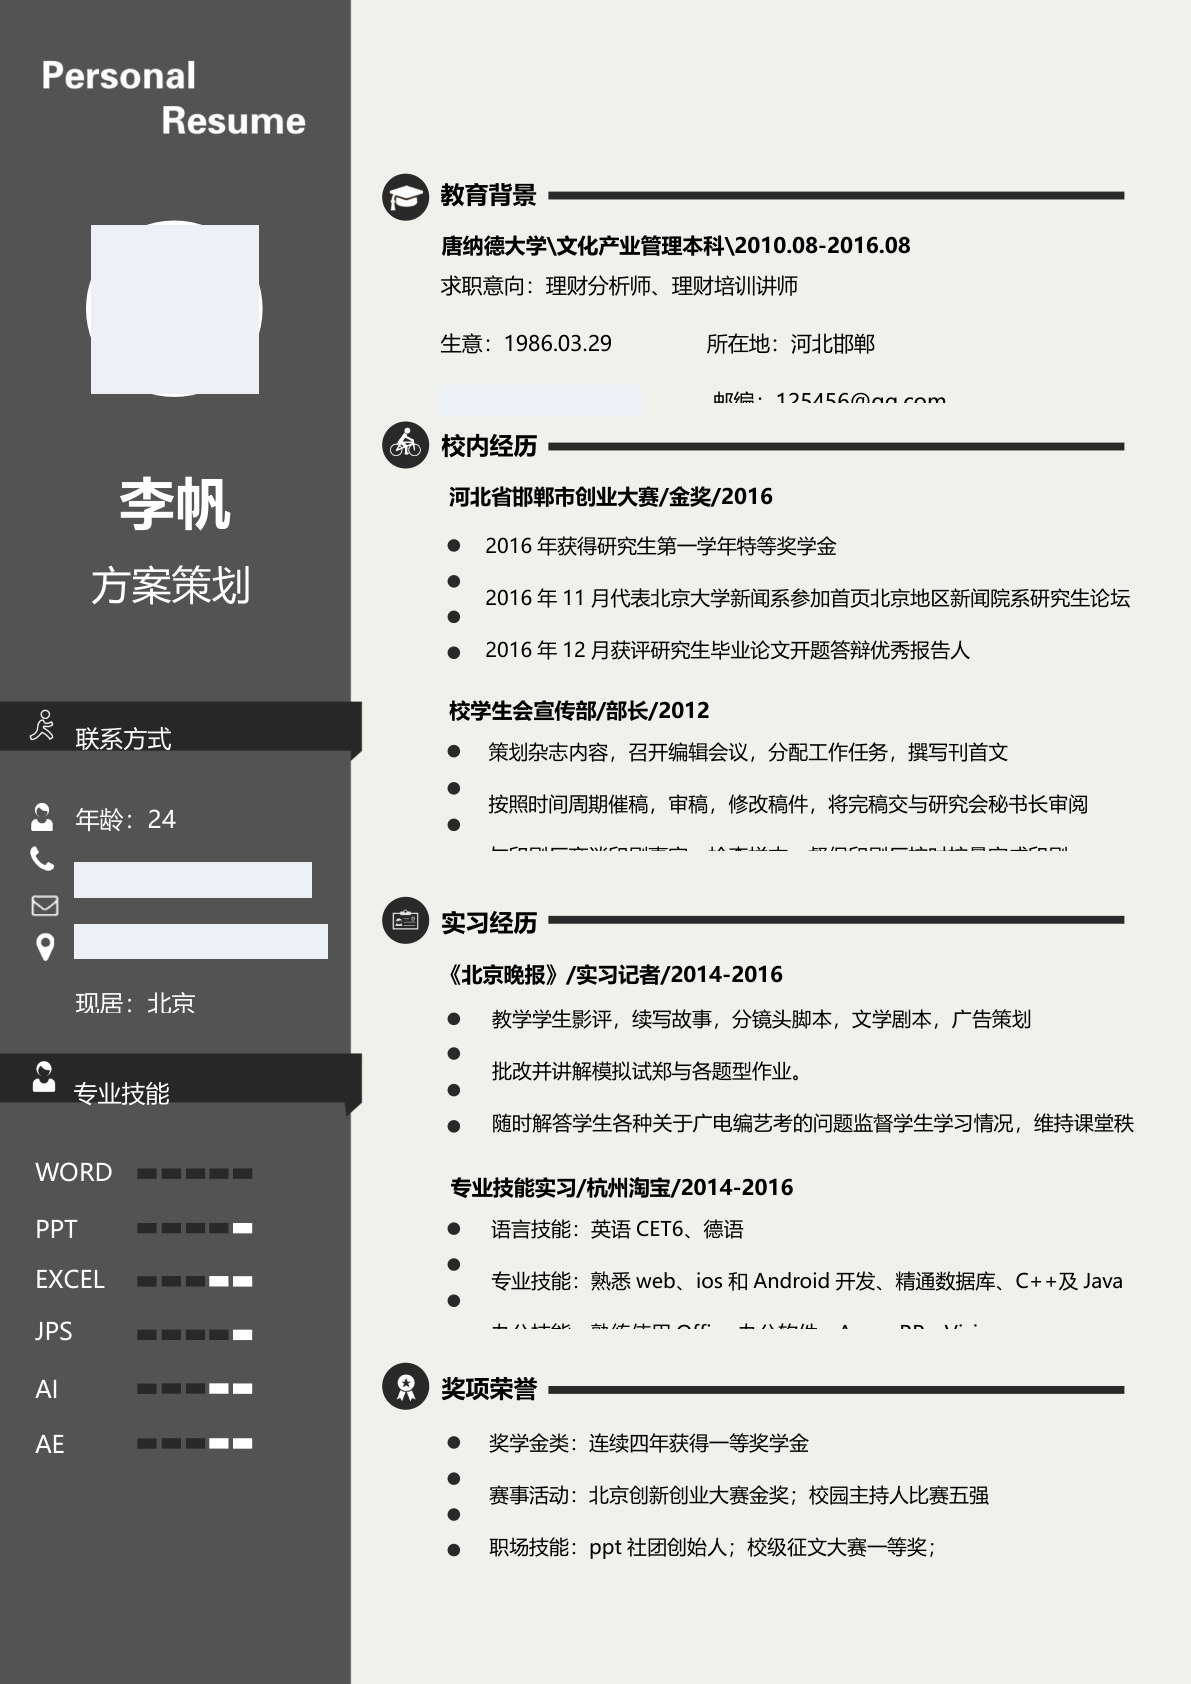 Personal
Resume
李帆
方案策划
联系方式
年龄：24
现居：北京
专业技能
WORD
PPT
EXCEL
JPS
AI
AE
教育背景
唐纳德大学\文化产业管理本科\2010.08-2016.08
求职意向：理财分析师、理财培训讲师
生意：1986.03.29 所在地：河北邯郸
邮编：125456@qq.com
校内经历
河北省邯郸市创业大赛/金奖/2016
2016 年获得研究生第一学年特等奖学金
2016 年 11 月代表北京大学新闻系参加首页北京地区新闻院系研究生论坛
2016 年 12 月获评研究生毕业论文开题答辩优秀报告人
校学生会宣传部/部长/2012
策划杂志内容，召开编辑会议，分配工作任务，撰写刊首文
按照时间周期催稿，审稿，修改稿件，将完稿交与研究会秘书长审阅
实习经历
《北京晚报》/实习记者/2014-2016
教学学生影评，续写故事，分镜头脚本，文学剧本，广告策划
批改并讲解模拟试郑与各题型作业。
随时解答学生各种关于广电编艺考的问题监督学生学习情况，维持课堂秩
专业技能实习/杭州淘宝/2014-2016
语言技能：英语 CET6、德语
专业技能：熟悉 web、ios 和 Android 开发、精通数据库、C++及 Java
奖项荣誉
奖学金类：连续四年获得一等奖学金
赛事活动：北京创新创业大赛金奖；校园主持人比赛五强
职场技能：ppt 社团创始人；校级征文大赛一等奖；